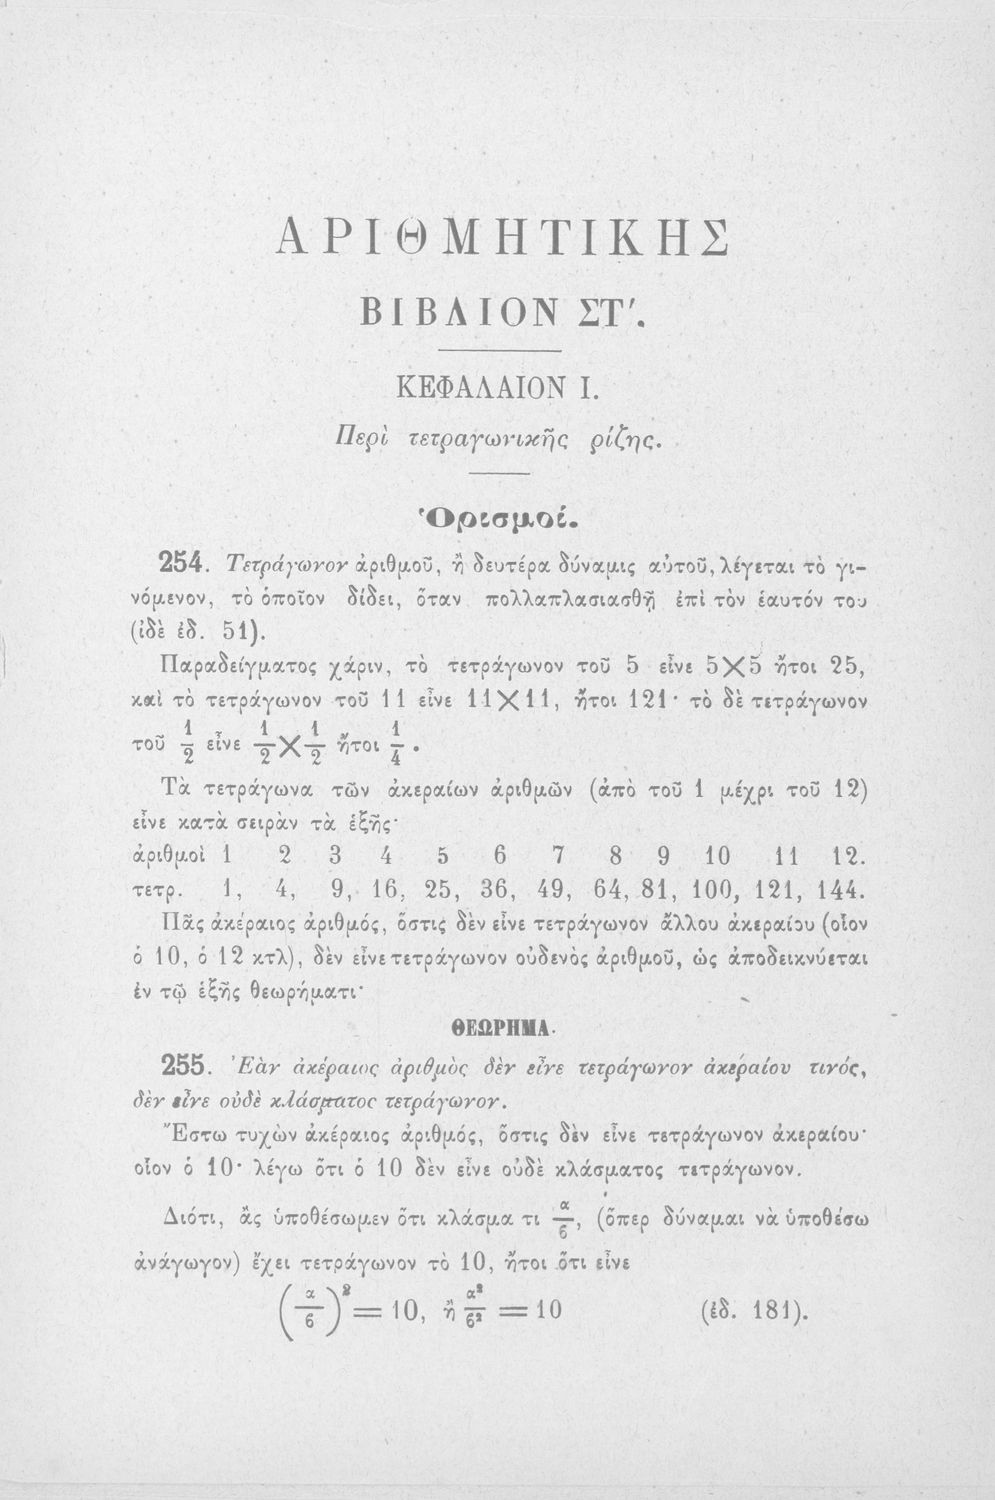 ΑΡΙΘΜΗΤΙΚΗΣ
ΒΙΒΛΙΟΝ ΣΤ′.
ΚΕΦΑΛΑΙΟΝ Ι.
Περὶ τετραγωνικῆς ρίζης.
Ὁρισμοί.
254. Τετράγωνον ἀριθμοῦ, ἢ δευτέρα δύναμις αὐτοῦ, λέγεται τὸ γι-
νόμενον, τὸ ὁποῖον δίδει, ὅταν πολλαπλασιασθῇ ἐπὶ τὸν ἑαυτόν του
(ἰδὲ ἐδ. 51).
Παραδείγματος χάριν, τὸ τετράγωνον τοῦ 5 εἶνε 5×5 ἤτοι 25,
καὶ τὸ τετράγωνον τοῦ 11 εἶνε 11×11, ἤτοι 121· τὸ δὲ τετράγωνον
τοῦ 1/2 εἶνε 1/2×1/2 ἤτοι 1/4.
Τὰ τετράγωνα τῶν ἀκεραίων ἀριθμῶν (ἀπὸ τοῦ 1 μέχρι τοῦ 12)
εἶνε κατὰ σειρὰν τὰ ἑξῆς·
ἀριθμοὶ 1 2 3 4 5 6 7 8 9 10 11 12.
τετρ. 1, 4, 9, 16, 25, 36, 49, 64, 81, 100, 121, 144.
Πᾶς ἀκέραιος ἀριθμός, ὅστις δὲν εἶνε τετράγωνον ἄλλου ἀκεραίου (οἷον
ὁ 10, ὁ 12 κτλ), δὲν εἶνε τετράγωνον οὐδενὸς ἀριθμοῦ, ὡς ἀποδεικνύεται
ἐν τῷ ἑξῆς θεωρήματι·
ΘΕΩΡΗΜΑ.
255. Ἐὰν ἀκέραιος ἀριθμὸς δὲν εἶνε τετράγωνον ἀκεραίου τινός,
δὲν εἶνε οὐδὲ κλάσματος τετράγωνον.
Ἔστω τυχὼν ἀκέραιος ἀριθμός, ὅστις δὲν εἶνε τετράγωνον ἀκεραίου·
οἷον ὁ 10· λέγω ὅτι ὁ 10 δὲν εἶνε οὐδὲ κλάσματος τετράγωνον.
Διότι, ἂς ὑποθέσωμεν ὅτι κλάσμα τι α/β, (ὅπερ δύναμαι νὰ ὑποθέσω
ἀνάγωγον) ἔχει τετράγωνον τὸ 10, ἤτοι ὅτι εἶνε
(α/β)²=10, ἢ α²/β²=10 (ἐδ. 181).